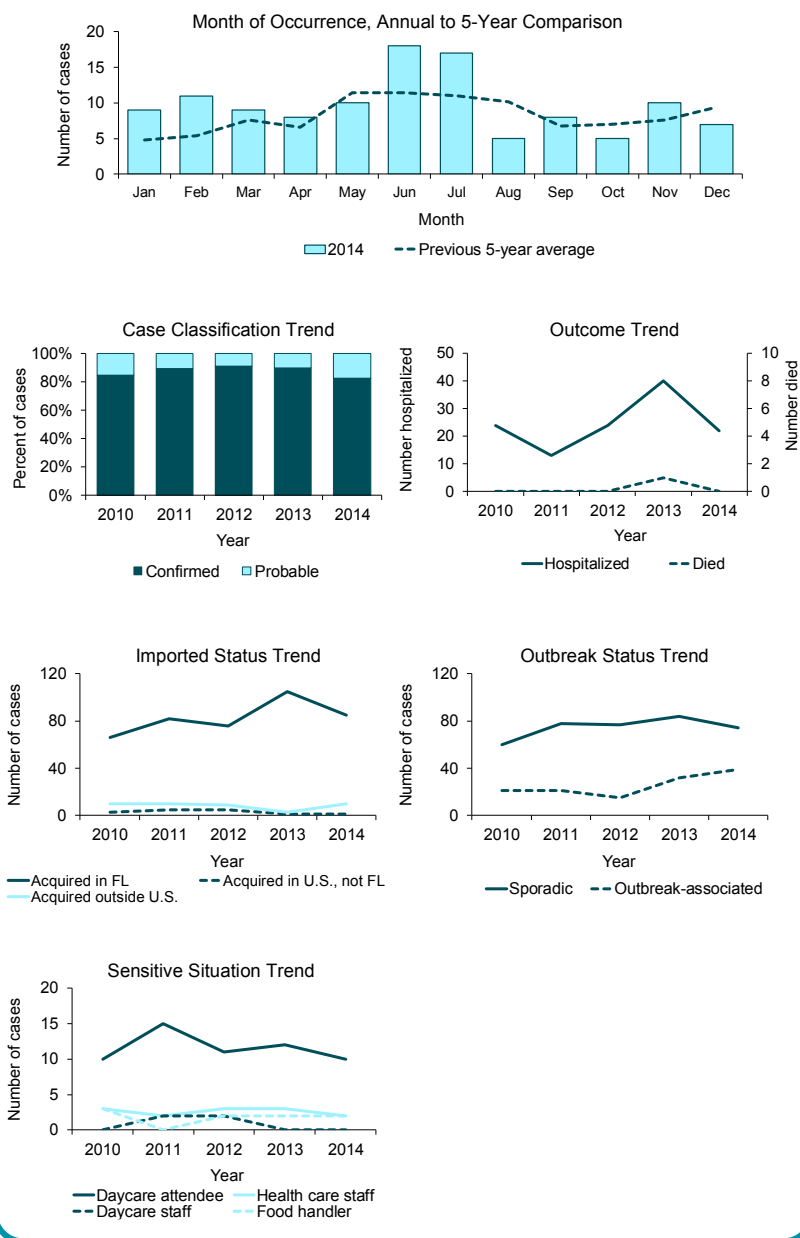 Month of Occurrence, Annual to 5-Year Comparison
Number of cases
20
15
10
5
0
Jan Feb Mar Apr May Jun Jul Aug Sep Oct Nov Dec
Month
2014 Previous 5-year average
Case Classification Trend
Percent of cases
100%
80%
60%
40%
20%
0%
2010 2011 2012 2013 2014
Year
Confirmed Probable
Outcome Trend
Number hospitalized
50
40
30
20
10
0
10
8
6
4
2
0
Number died
2010 2011 2012 2013 2014
Year
Hospitalized Died
Imported Status Trend
Number of cases
120
80
40
0
2010 2011 2012 2013 2014
Year
Acquired in FL Acquired in U.S., not FL
Acquired outside U.S.
Outbreak Status Trend
Number of cases
120
80
40
0
2010 2011 2012 2013 2014
Year
Sporadic Outbreak-associated
Sensitive Situation Trend
Number of cases
20
15
10
5
0
2010 2011 2012 2013 2014
Year
Daycare attendee Health care staff
Daycare staff Food handler